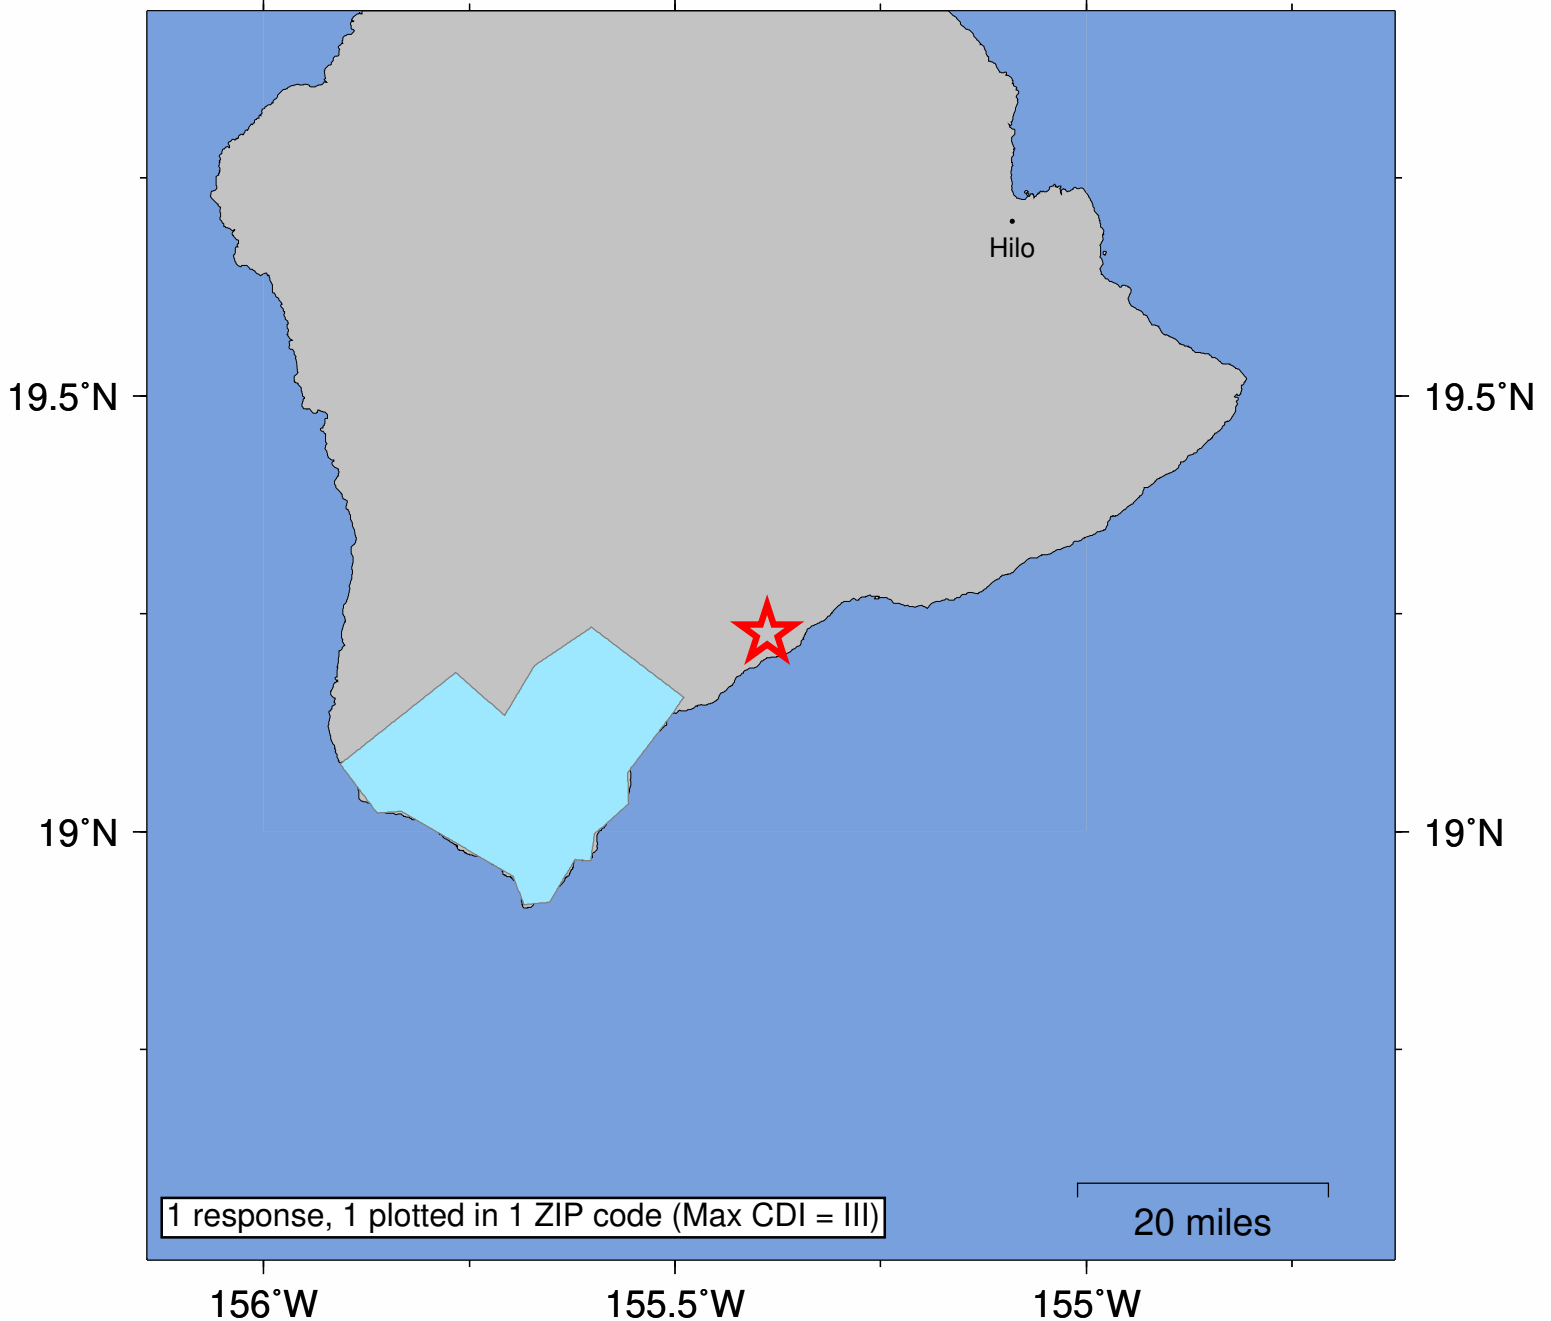 Hilo
19.5°N
19.5°N
19°N
19°N
1 response, 1 plotted in 1 ZIP code (Max CDI = III)
20 miles
156°W
155.5°W
155°W